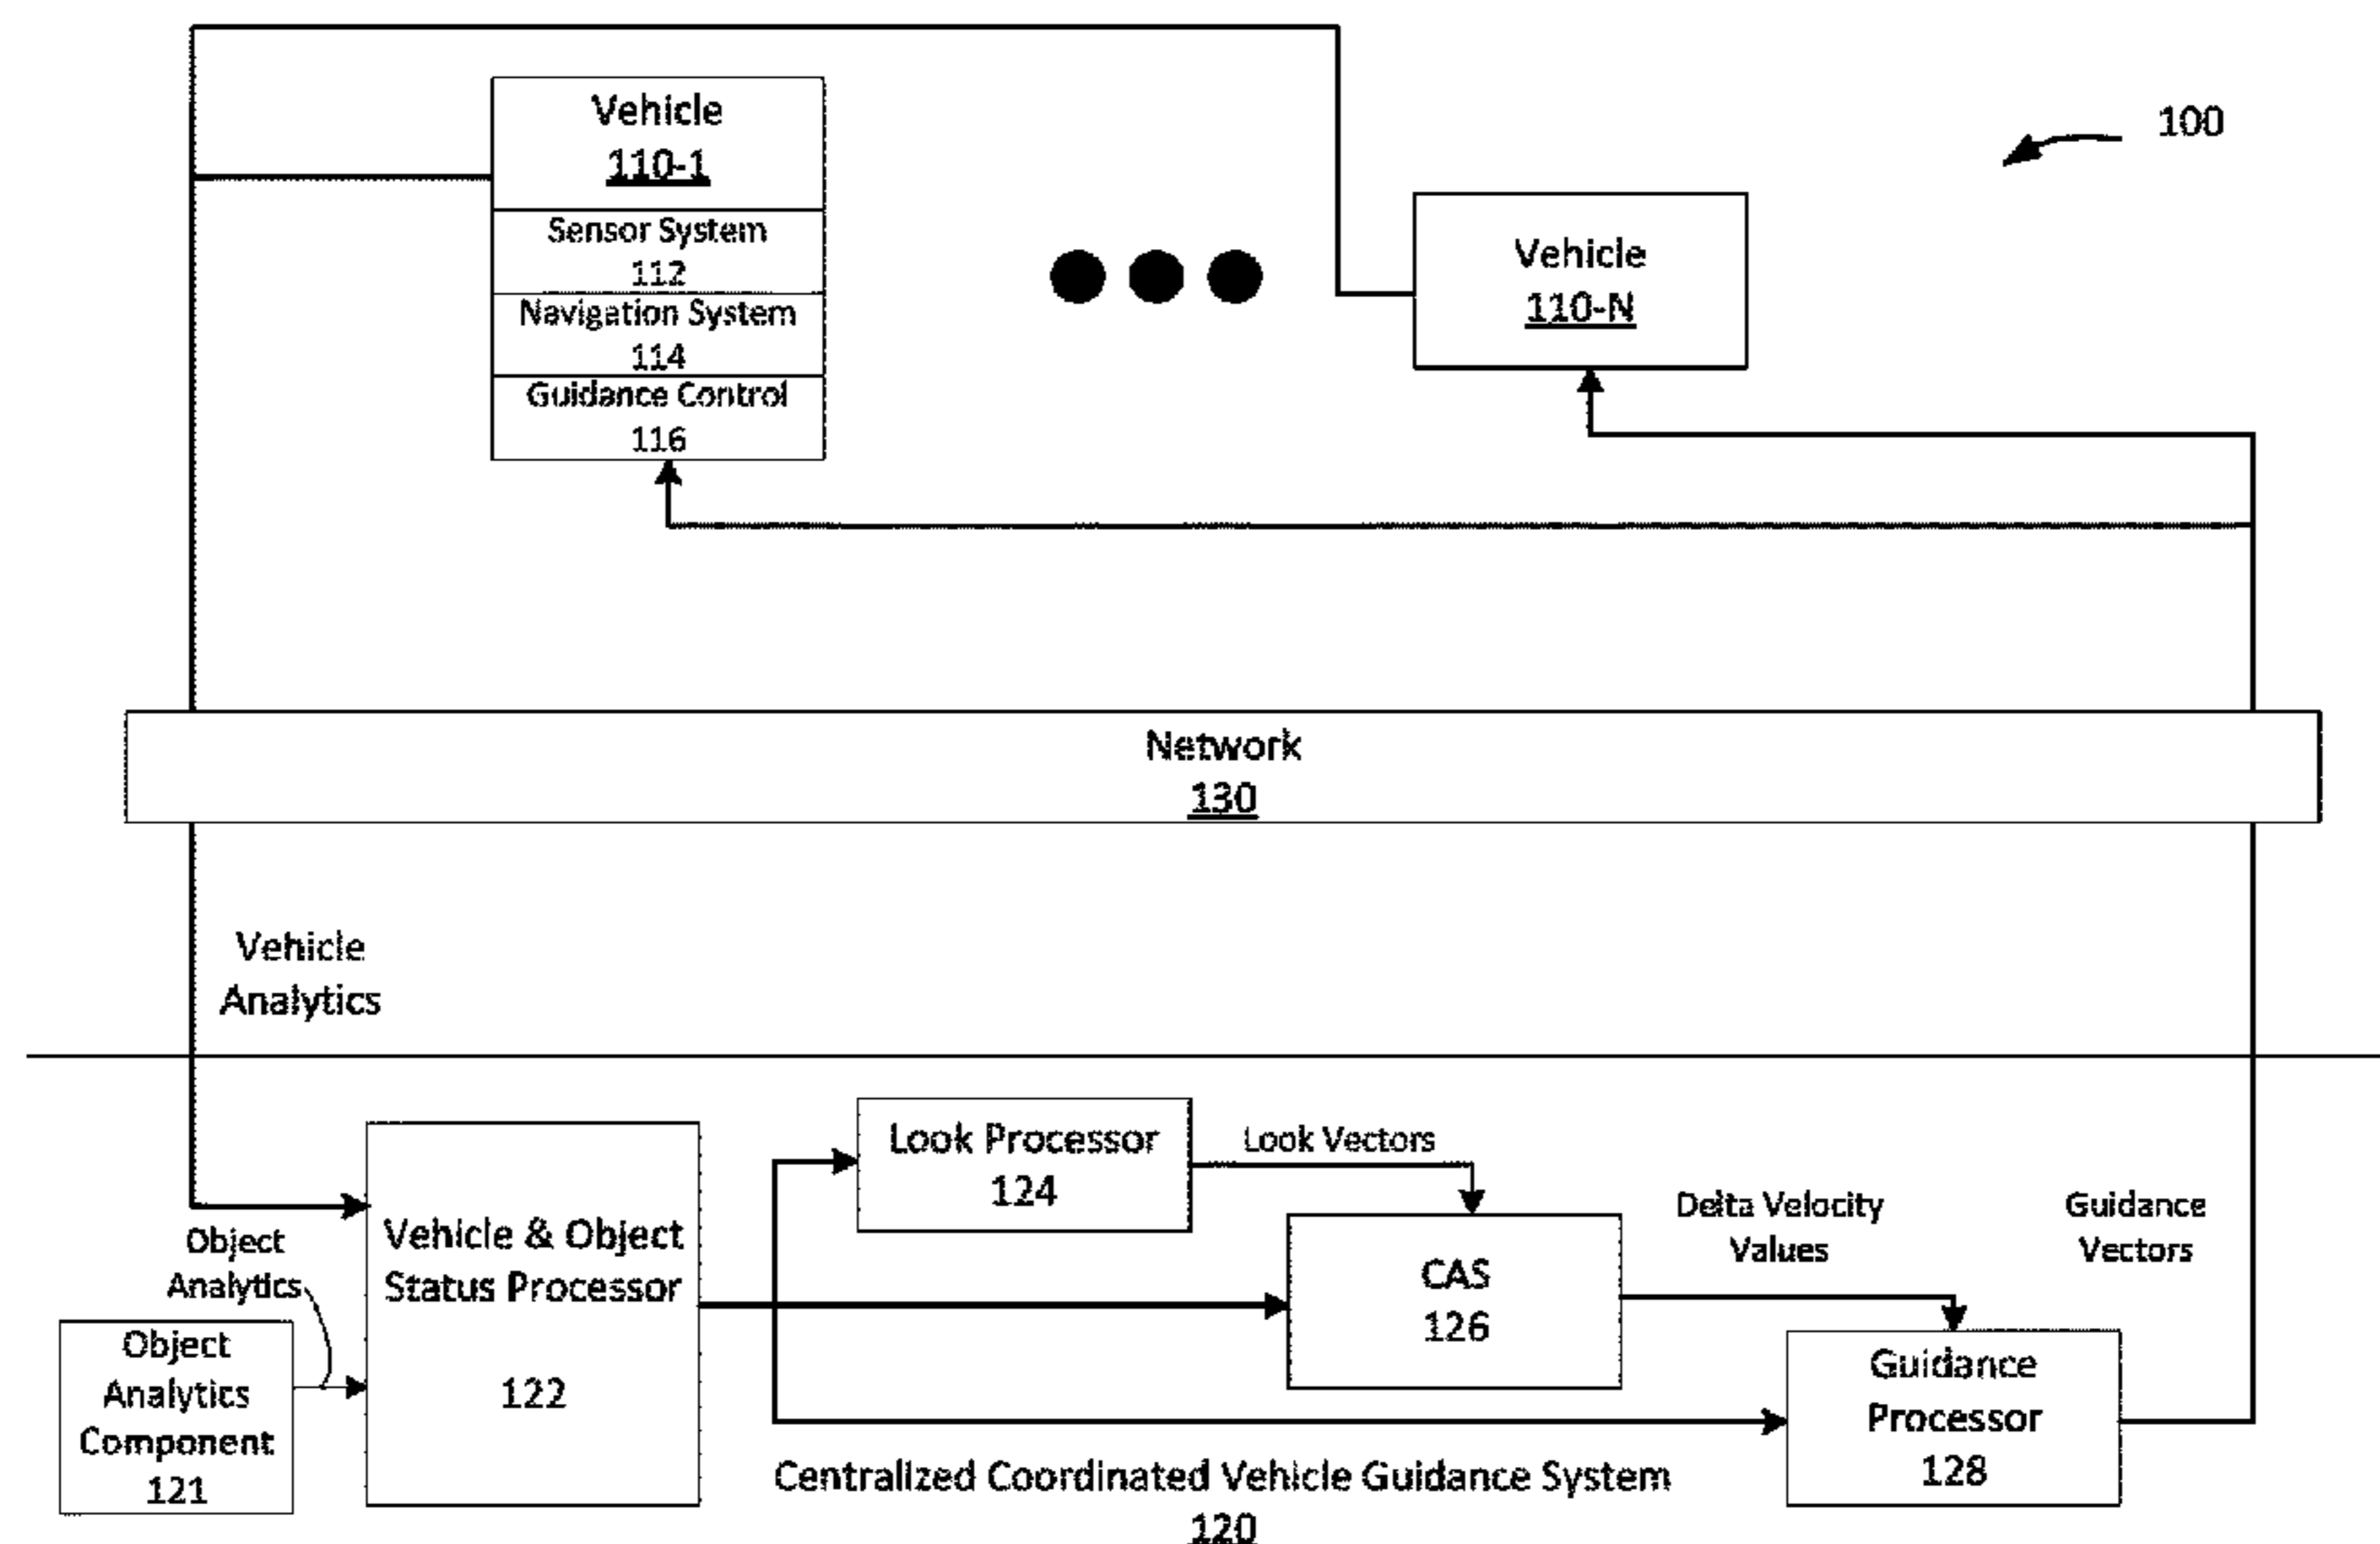 100
Vehicle
110-1
Sensor System
112
Navigation System
114
Guidance Control
116
Vehicle
110-N
Network
130
Vehicle
Analytics
Object
Analytics
Object
Analytics
Component
121
Vehicle & Object
Status Processor
122
Look Processor
124
Look Vectors
CAS
126
Delta Velocity
Values
Guidance
Vectors
Guidance
Processor
128
Centralized Coordinated Vehicle Guidance System
120